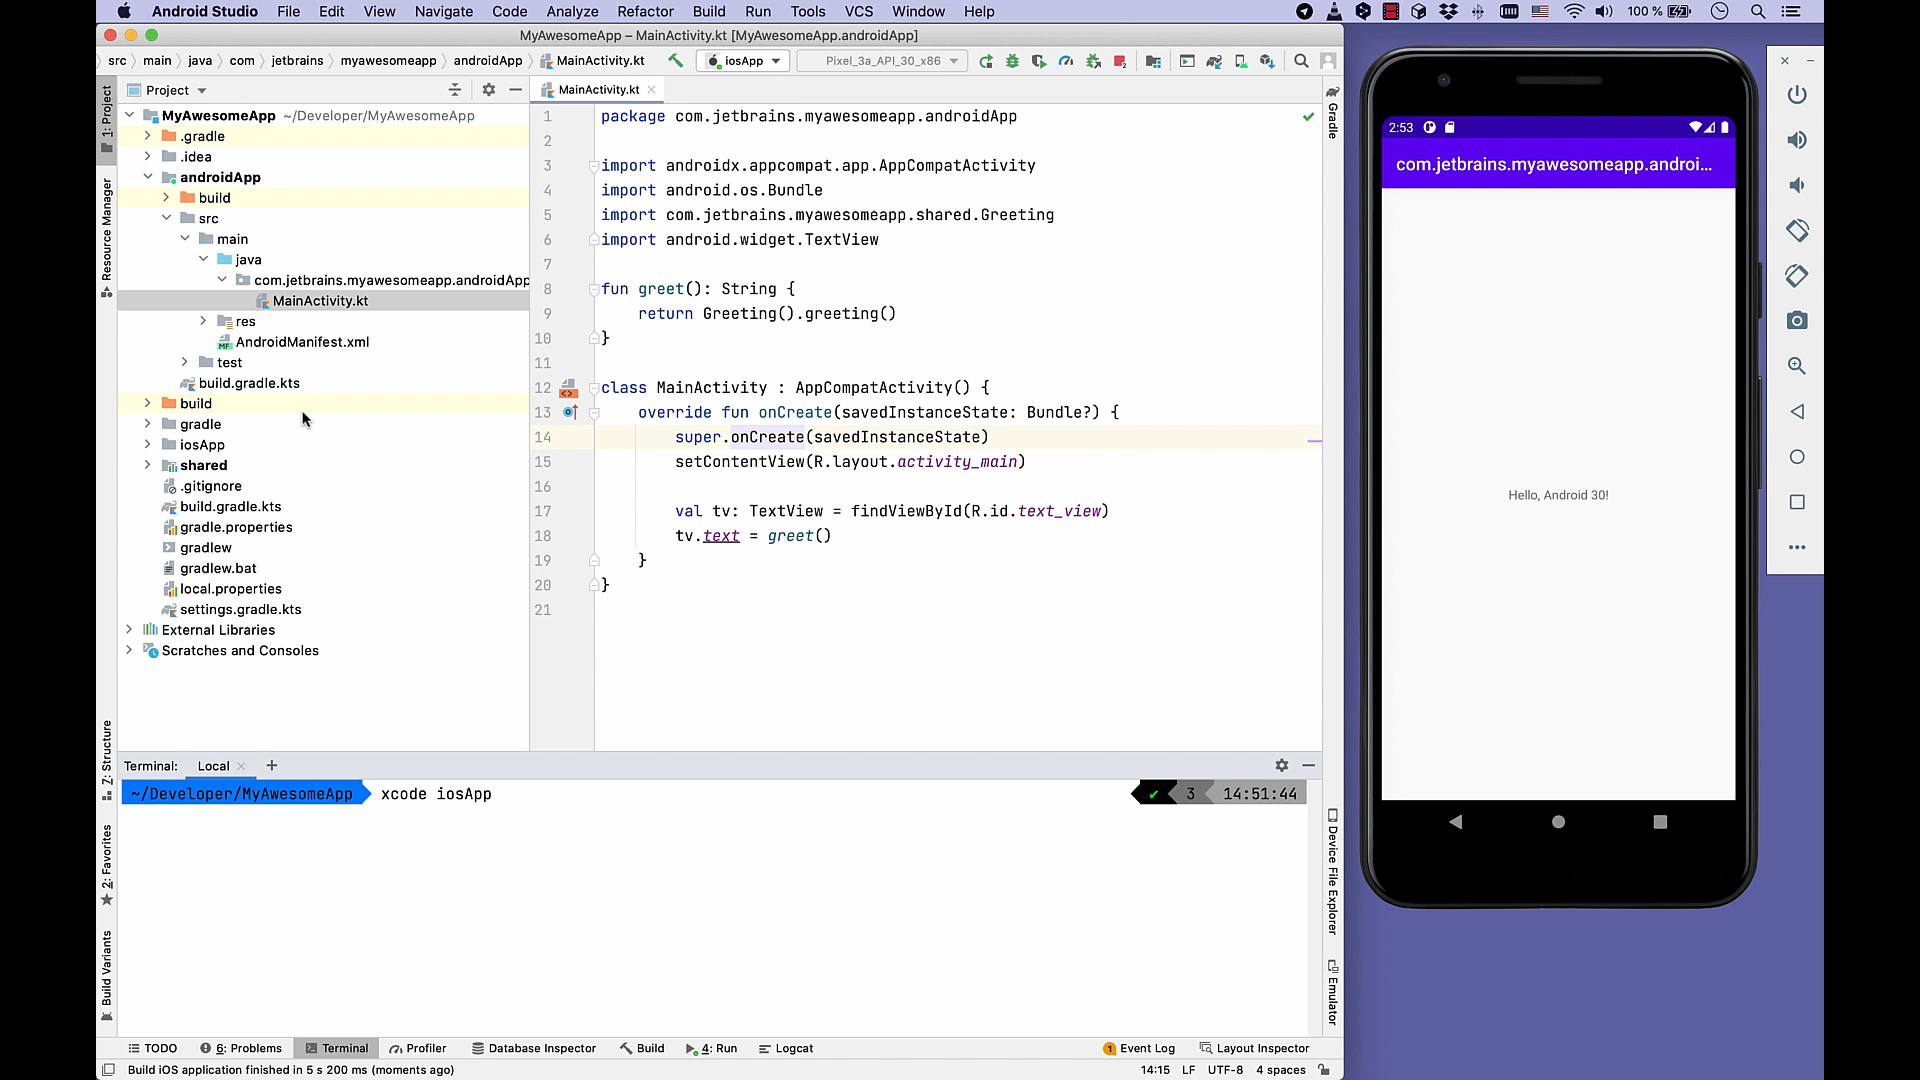 Android Studio File Edit View Navigate Code Analyze Refactor Build Run Tools VCS Window Help 100 %
MyAwesomeApp – MainActivity.kt [MyAwesomeApp.androidApp]
src main java com jetbrains myawesomeapp androidApp MainActivity.kt iosApp Pixel_3a_API_30_x86
Project
MainActivity.kt
1: Project
Resource Manager
Z: Structure
2: Favorites
Build Variants
MyAwesomeApp ~/Developer/MyAwesomeApp
.gradle
.idea
androidApp
build
src
main
java
com.jetbrains.myawesomeapp.androidApp
MainActivity.kt
res
AndroidManifest.xml
test
build.gradle.kts
build
gradle
iosApp
shared
.gitignore
build.gradle.kts
gradle.properties
gradlew
gradlew.bat
local.properties
settings.gradle.kts
External Libraries
Scratches and Consoles
1 package com.jetbrains.myawesomeapp.androidApp
2
3 import androidx.appcompat.app.AppCompatActivity
4 import android.os.Bundle
5 import com.jetbrains.myawesomeapp.shared.Greeting
6 import android.widget.TextView
7
8 fun greet(): String {
9 return Greeting().greeting()
10 }
11
12 class MainActivity : AppCompatActivity() {
13 override fun onCreate(savedInstanceState: Bundle?) {
14 super.onCreate(savedInstanceState)
15 setContentView(R.layout.activity_main)
16
17 val tv: TextView = findViewById(R.id.text_view)
18 tv.text = greet()
19 }
20 }
21
Gradle
Device File Explorer
Emulator
Terminal: Local +
~/Developer/MyAwesomeApp xcode iosApp ✔ 3 14:51:44
TODO 6: Problems Terminal Profiler Database Inspector Build 4: Run Logcat 1 Event Log Layout Inspector
Build iOS application finished in 5 s 200 ms (moments ago) 14:15 LF UTF-8 4 spaces
2:53
com.jetbrains.myawesomeapp.androi...
Hello, Android 30!